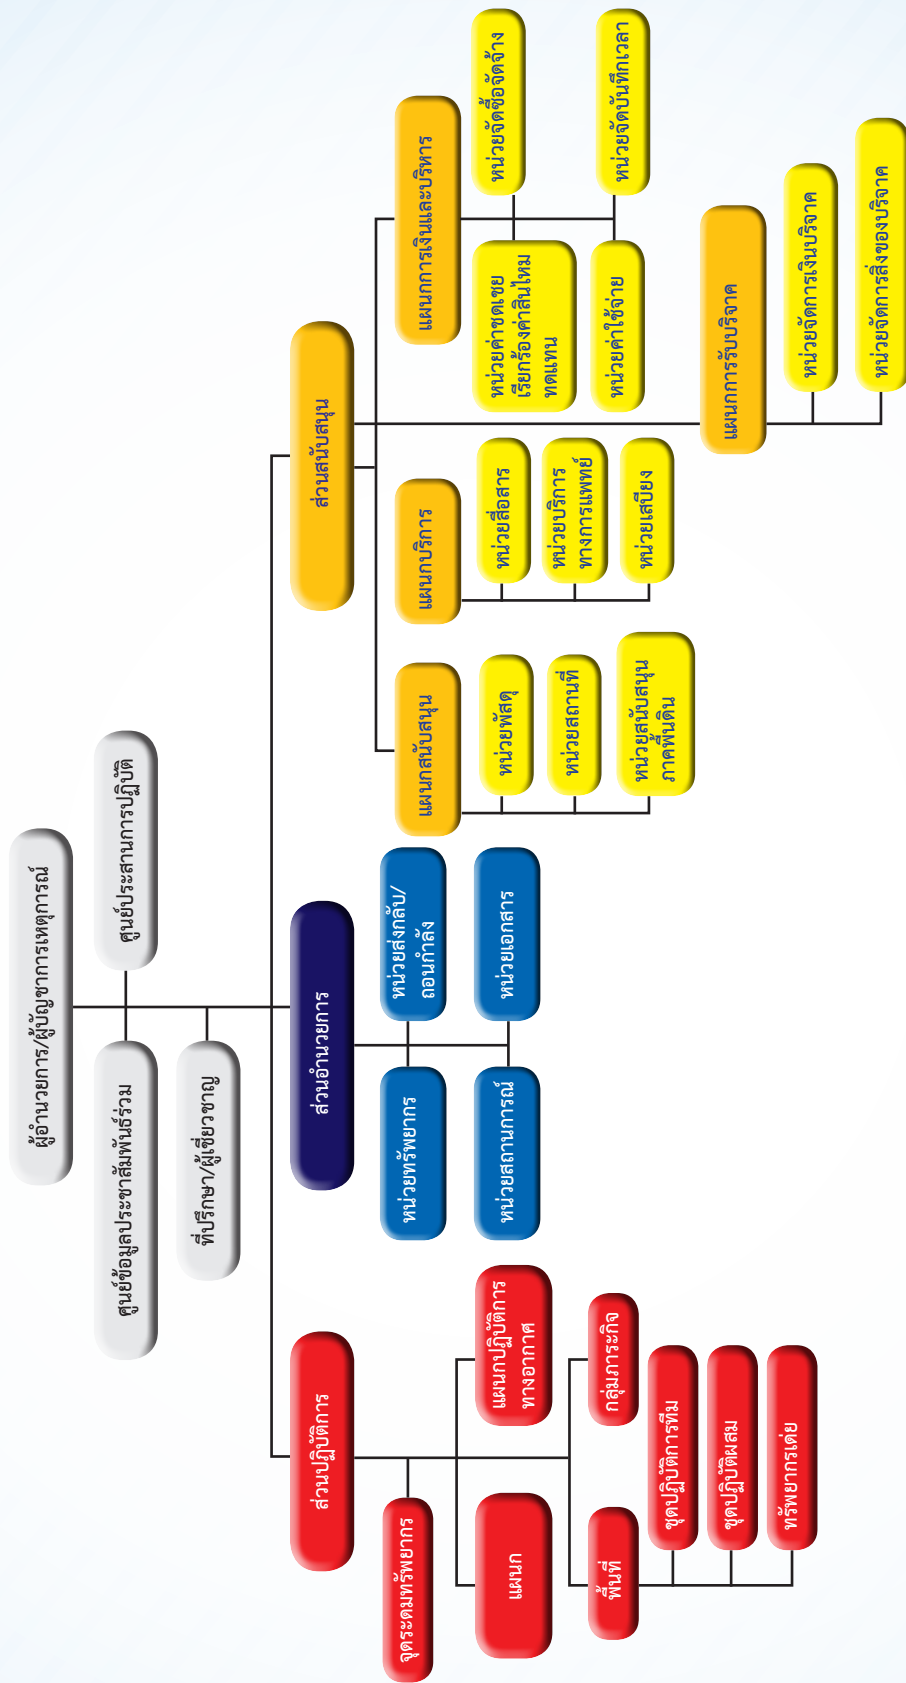 ผู้อำนวยการ/ผู้บัญชาการเหตุการณ์
ศูนย์ข้อมูลประชาสัมพันธ์ร่วม
ศูนย์ประสานการปฏิบัติ
ที่ปรึกษา/ผู้เชี่ยวชาญ
ส่วนปฏิบัติการ
จุดระดมทรัพยากร
แผนก
แผนกปฏิบัติการ
ทางอากาศ
พื้นที่
กลุ่มภาระกิจ
ชุดปฏิบัติการทีม
ชุดปฏิบัติผสม
ทรัพยากรเด่ย
ส่วนอำนวยการ
หน่วยทรัพยากร
หน่วยส่งกลับ/
ถอนกำลัง
หน่วยสถานการณ์
หน่วยเอกสาร
ส่วนสนับสนุน
แผนกสนับสนุน
หน่วยพัสดุ
หน่วยสถานที่
หน่วยสนับสนุน
ภาคพื้นดิน
แผนกบริการ
หน่วยสื่อสาร
หน่วยบริการ
ทางการแพทย์
หน่วยเสบียง
แผนกการเงินและบริหาร
หน่วยค่าชดเชย
เรียกร้องค่าสินไหม
ทดแทน
หน่วยจัดซื้อจัดจ้าง
หน่วยค่าใช้จ่าย
หน่วยจัดบันทึกเวลา
แผนกการรับบริจาค
หน่วยจัดการเงินบริจาค
หน่วยจัดการสิ่งของบริจาค